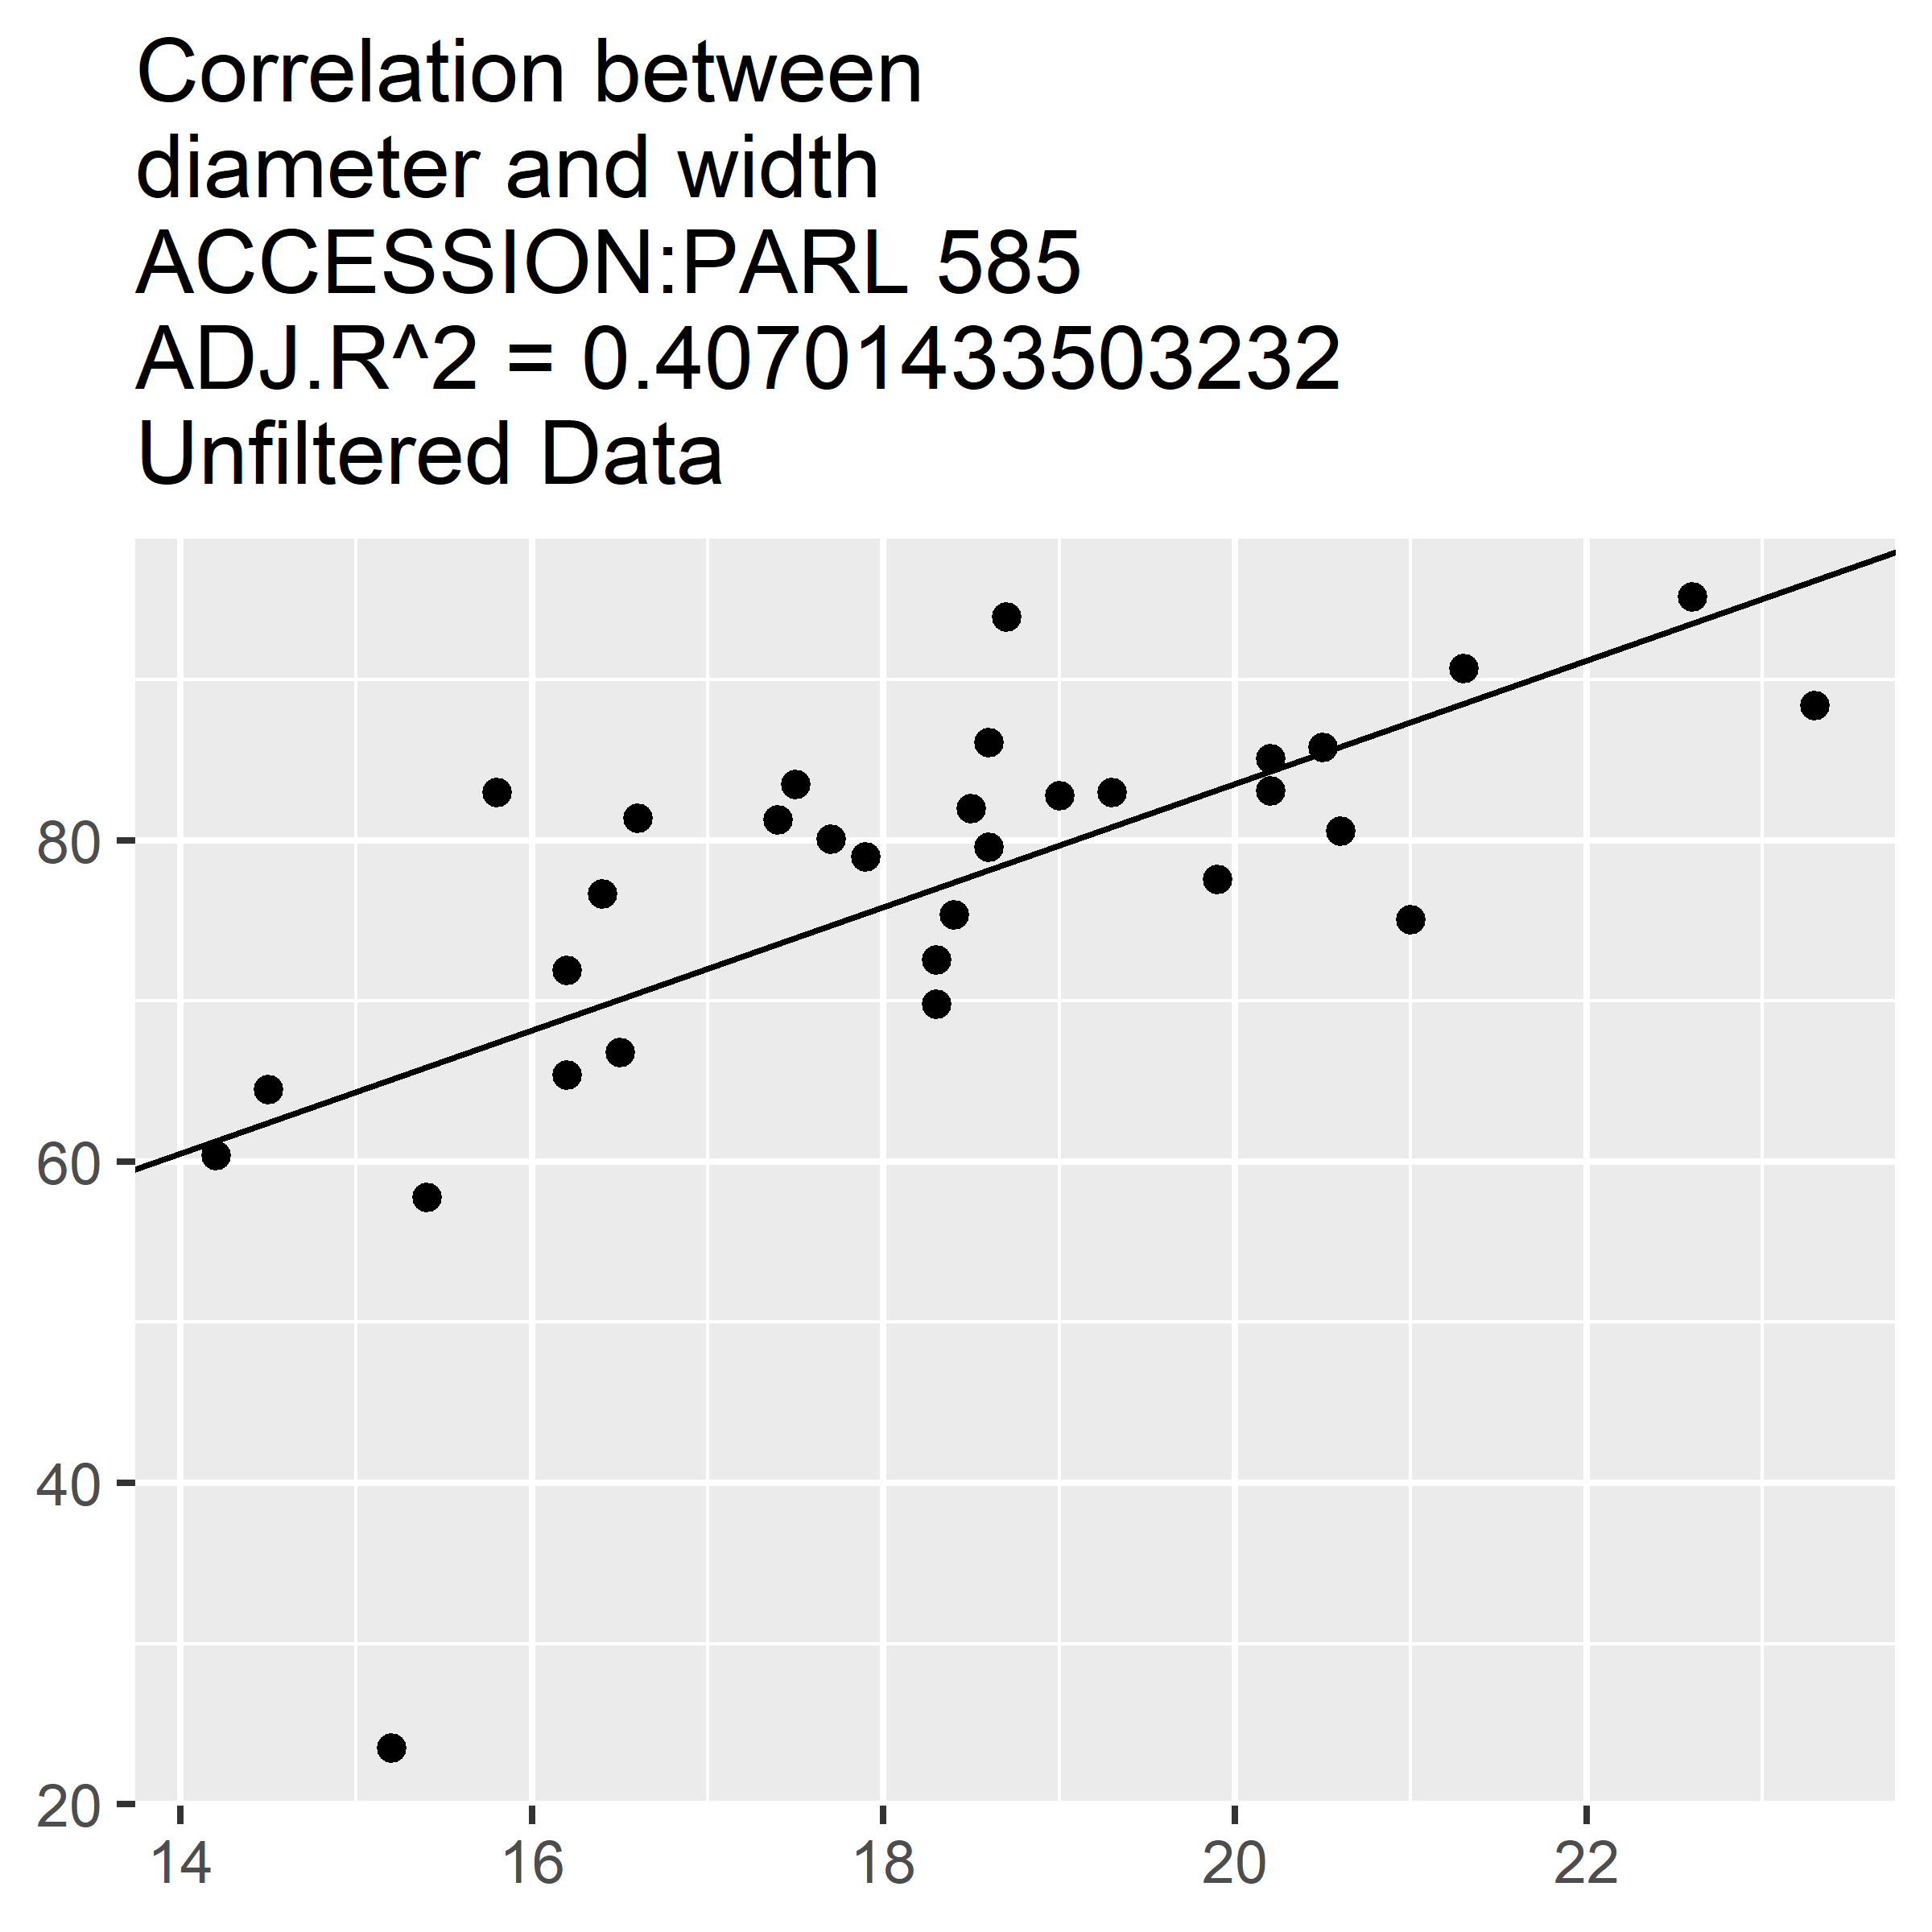 Correlation between
diameter and width
ACCESSION:PARL 585
ADJ.R^2 = 0.40701433503232
Unfiltered Data
80
60
40
20
14 16 18 20 22